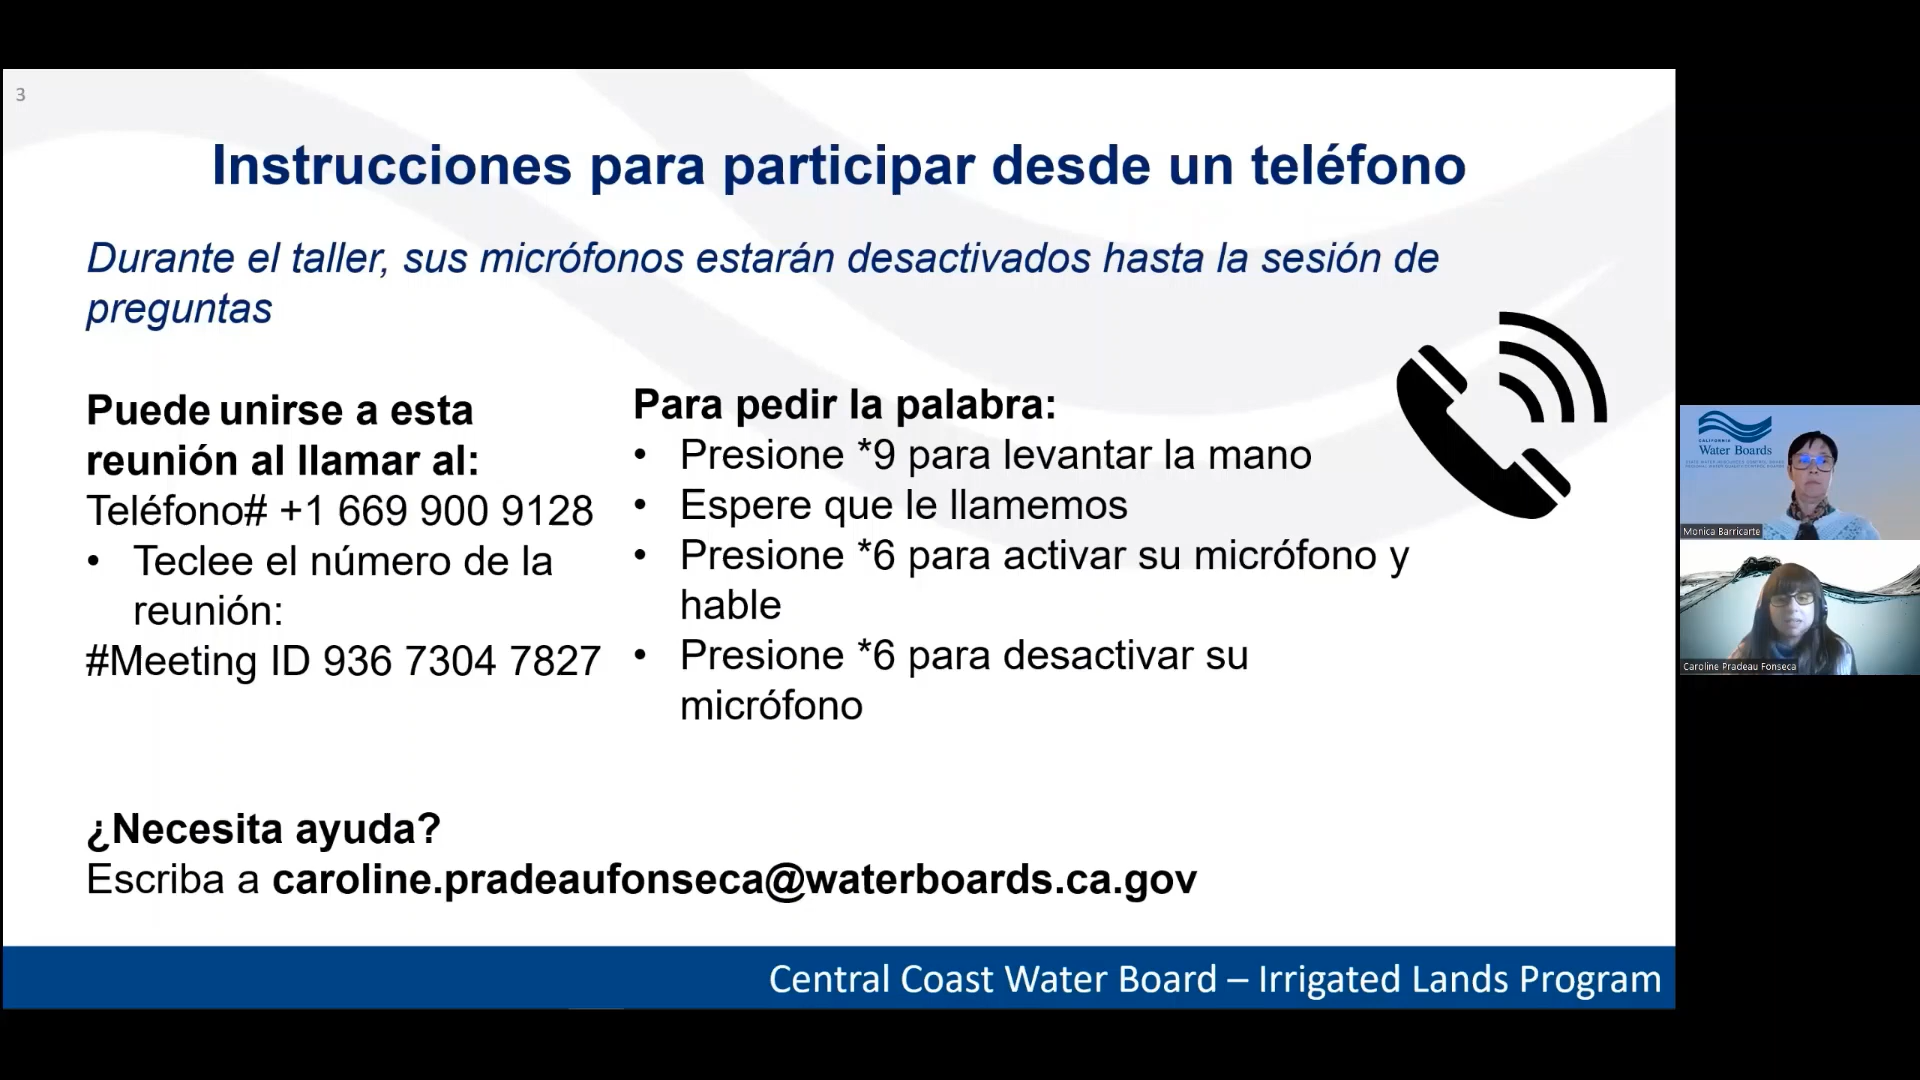 3
Instrucciones para participar desde un teléfono
Durante el taller, sus micrófonos estarán desactivados hasta la sesión de
preguntas
Puede unirse a esta
reunión al llamar al:
Teléfono# +1 669 900 9128
• Teclee el número de la
reunión:
#Meeting ID 936 7304 7827
Para pedir la palabra:
• Presione *9 para levantar la mano
• Espere que le llamemos
• Presione *6 para activar su micrófono y
hable
• Presione *6 para desactivar su
micrófono
¿Necesita ayuda?
Escriba a caroline.pradeaufonseca@waterboards.ca.gov
Central Coast Water Board – Irrigated Lands Program
CALIFORNIA
Water Boards
Monica Barricarte
Caroline Pradeau Fonseca